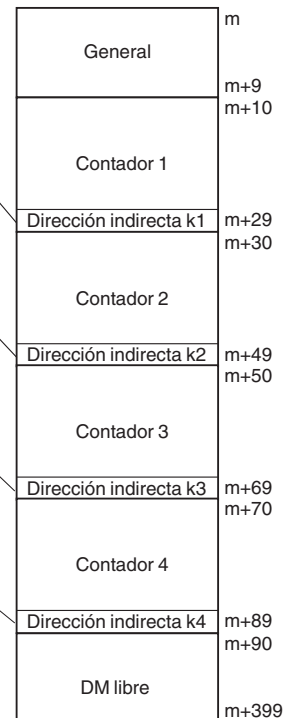 m
General
m+9
m+10
Contador 1
Dirección indirecta k1 m+29
m+30
Contador 2
Dirección indirecta k2 m+49
m+50
Contador 3
Dirección indirecta k3 m+69
m+70
Contador 4
Dirección indirecta k4 m+89
m+90
DM libre
m+399